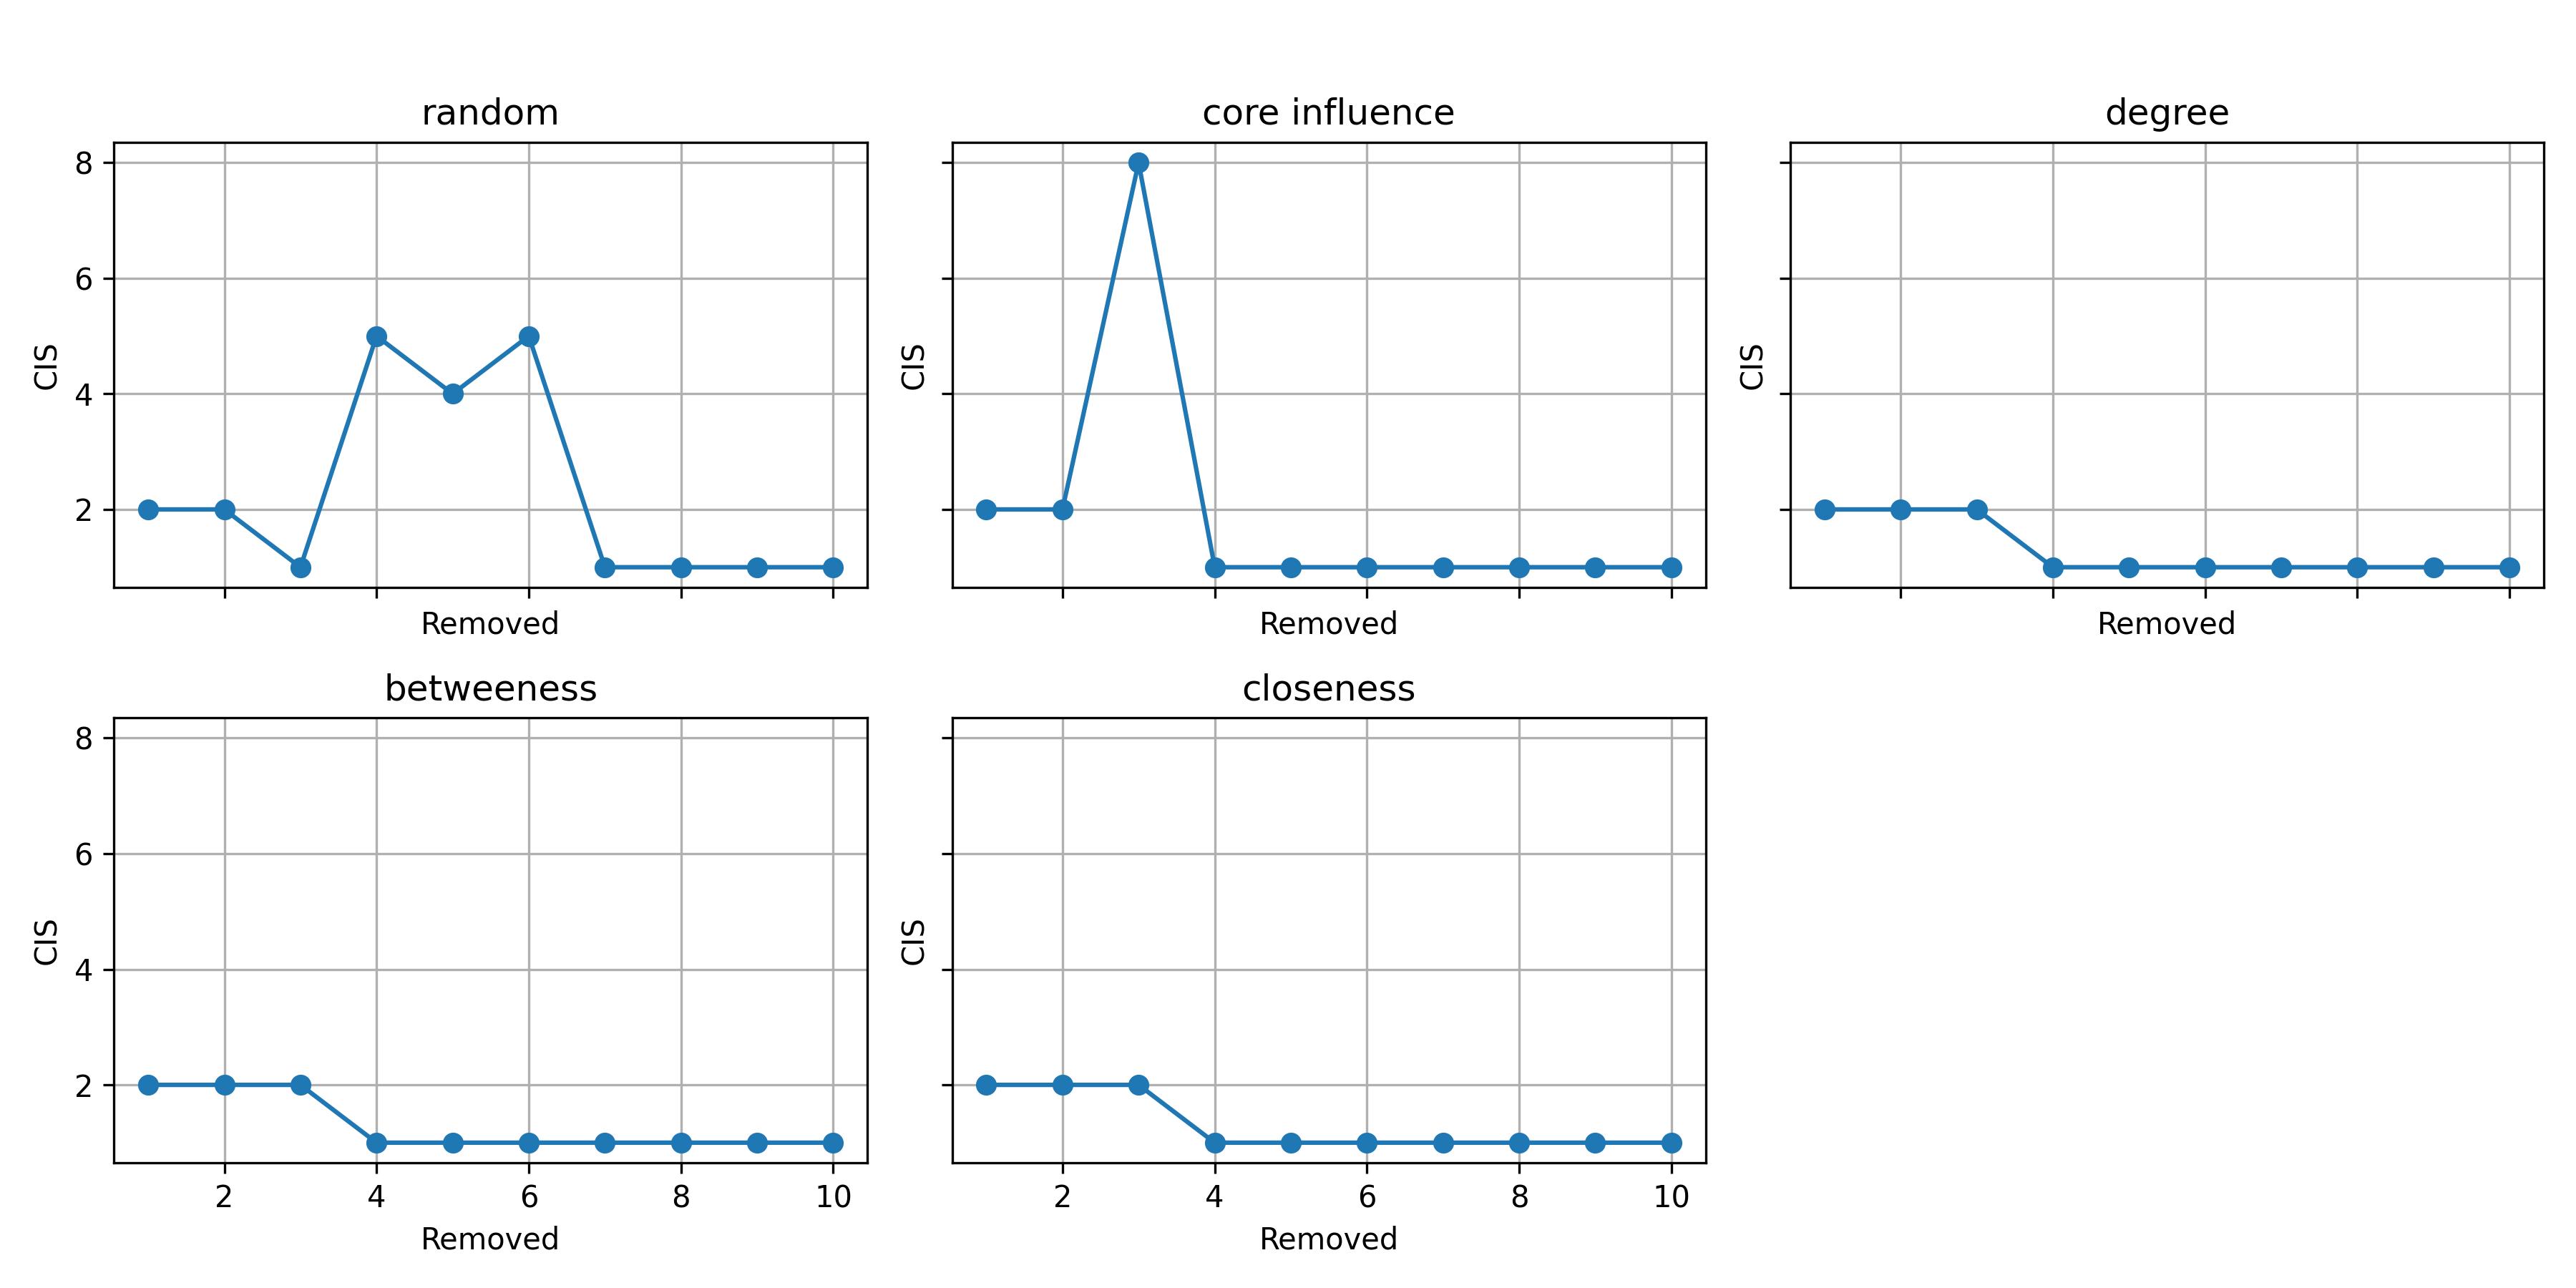 random
core influence
degree
8
6
4
2
CIS
CIS
CIS
Removed
Removed
Removed
betweeness
closeness
8
6
4
2
CIS
CIS
2 4 6 8 10
2 4 6 8 10
Removed
Removed